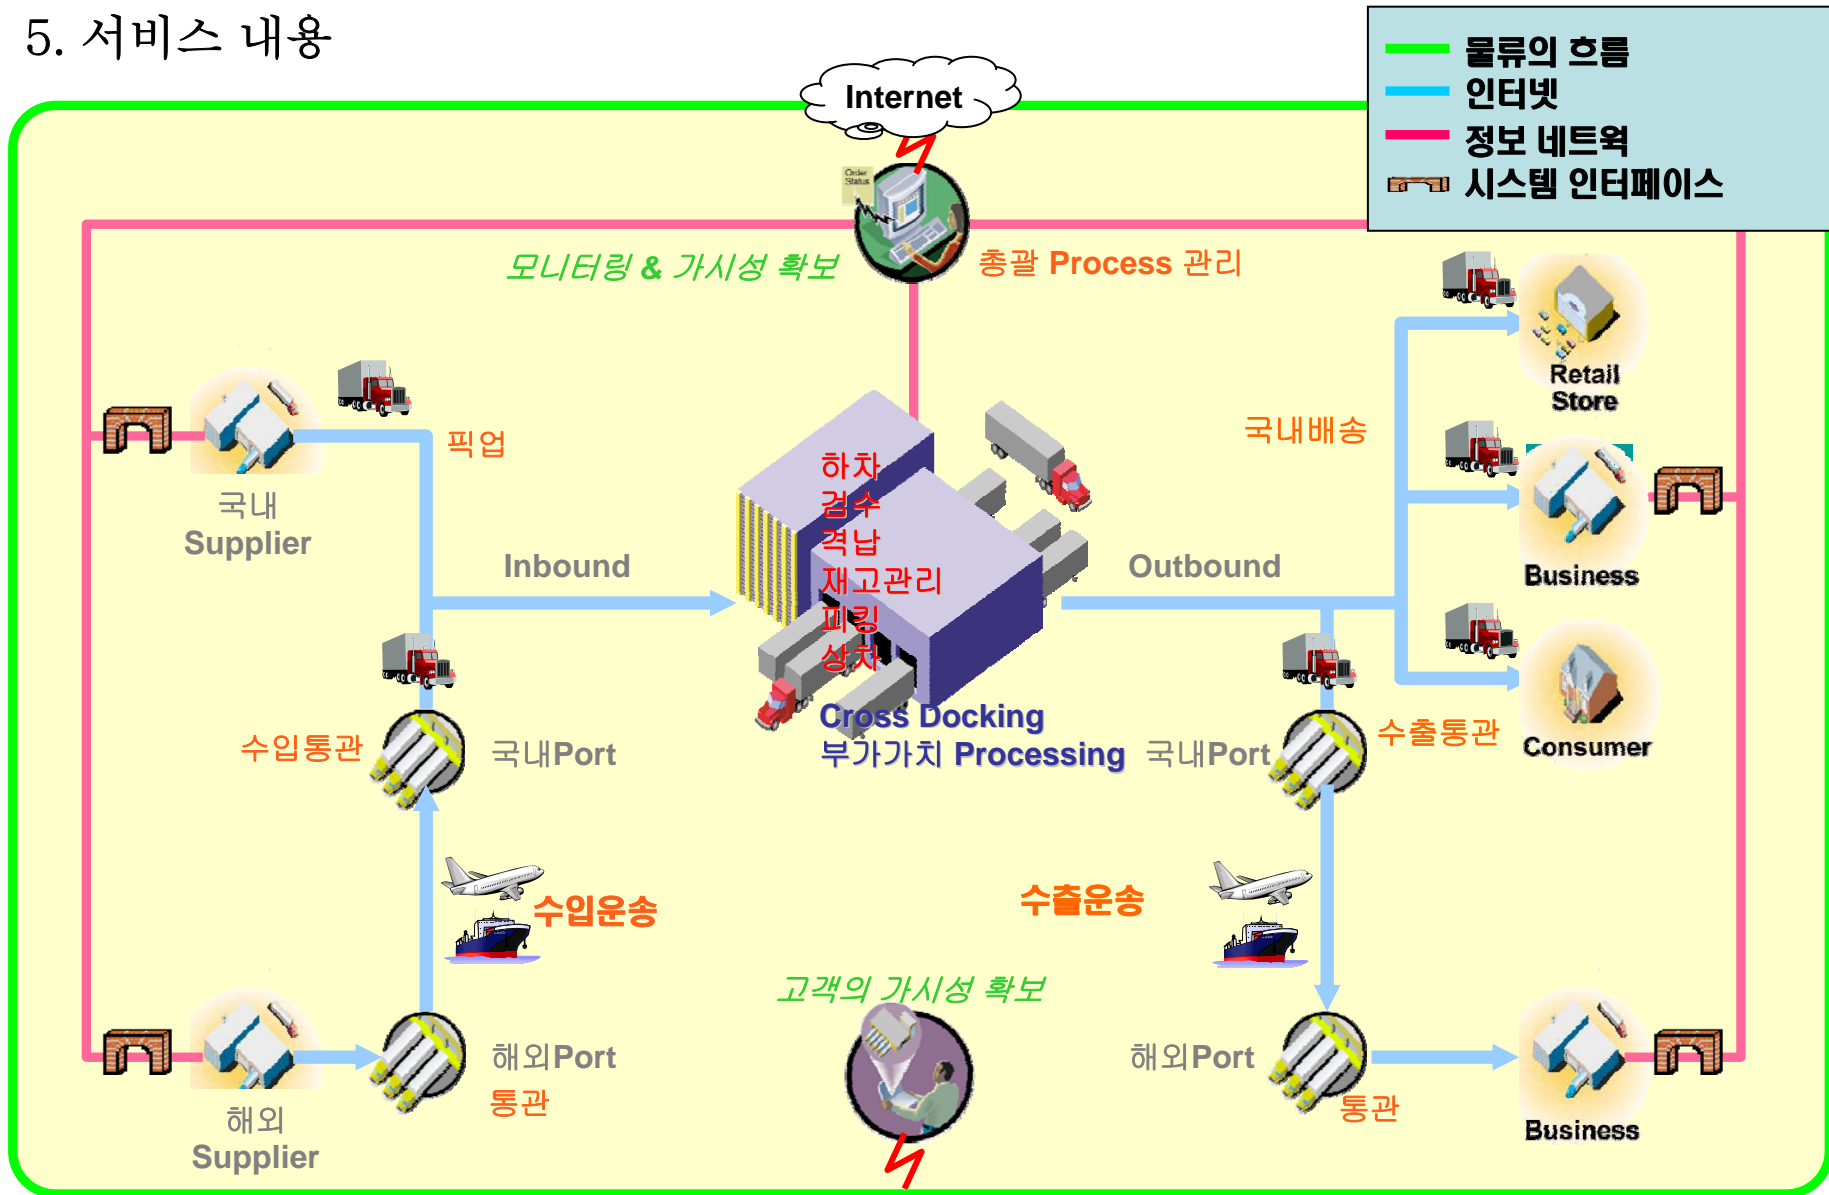 5. 서비스 내용
물류의 흐름
인터넷
정보 네트웍
시스템 인터페이스
Internet
Order
Status
모니터링 & 가시성 확보
총괄 Process 관리
픽업
국내
Supplier
Inbound
하차
검수
격납
재고관리
피킹
상차
Cross Docking
부가가치 Processing
Outbound
국내배송
Retail
Store
Business
Consumer
수입통관
국내Port
국내Port
수출통관
수입운송
수출운송
고객의 가시성 확보
해외
Supplier
해외Port
통관
해외Port
통관
Business